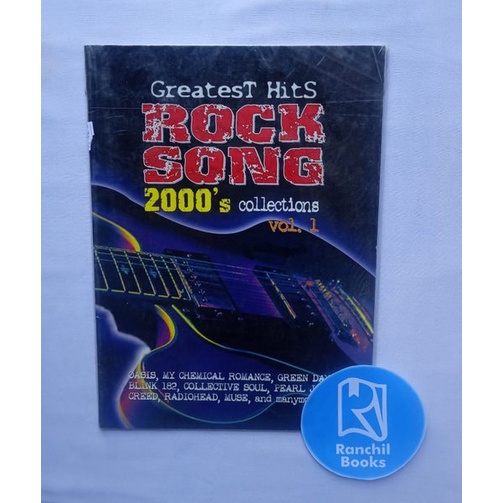 GreatesT HitS
ROCK
SONG
2000's collections
vol. 1
OASIS, MY CHEMICAL ROMANCE, GREEN DAY
BLINK 182, COLLECTIVE SOUL, PEARL
CREED, RADIOHEAD, MUSE, and
Ranchil
Books